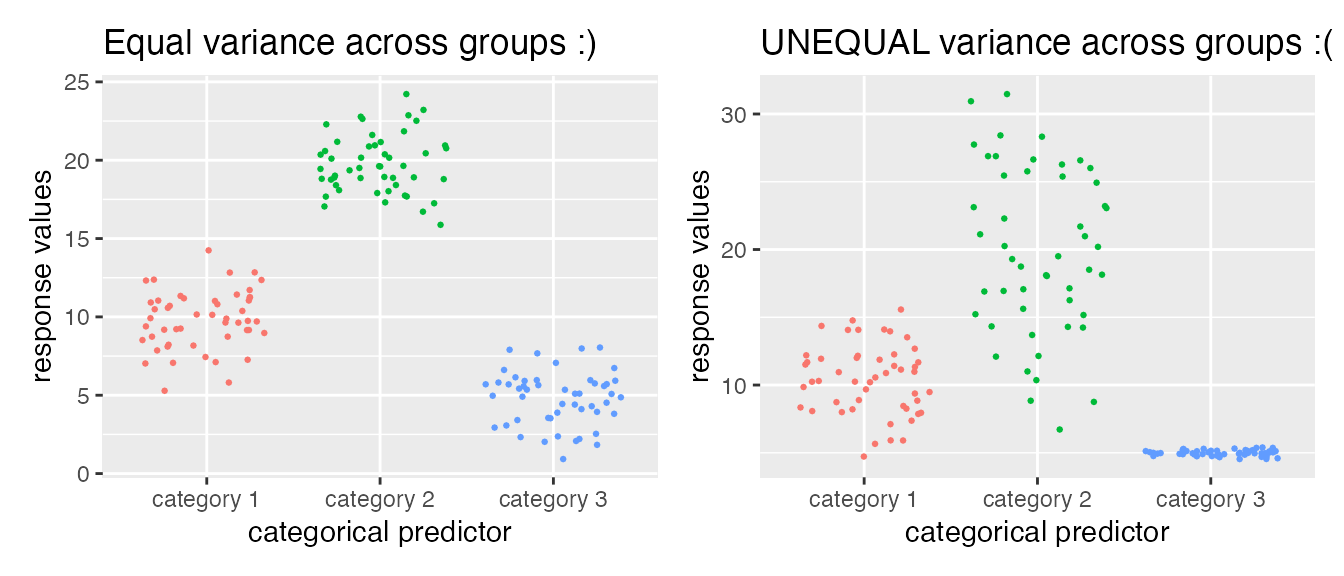 Equal variance across groups :)
25
20
15
10
5
0
response values
category 1
category 2
category 3
categorical predictor
UNEQUAL variance across groups :(
30
20
10
response values
category 1
category 2
category 3
categorical predictor